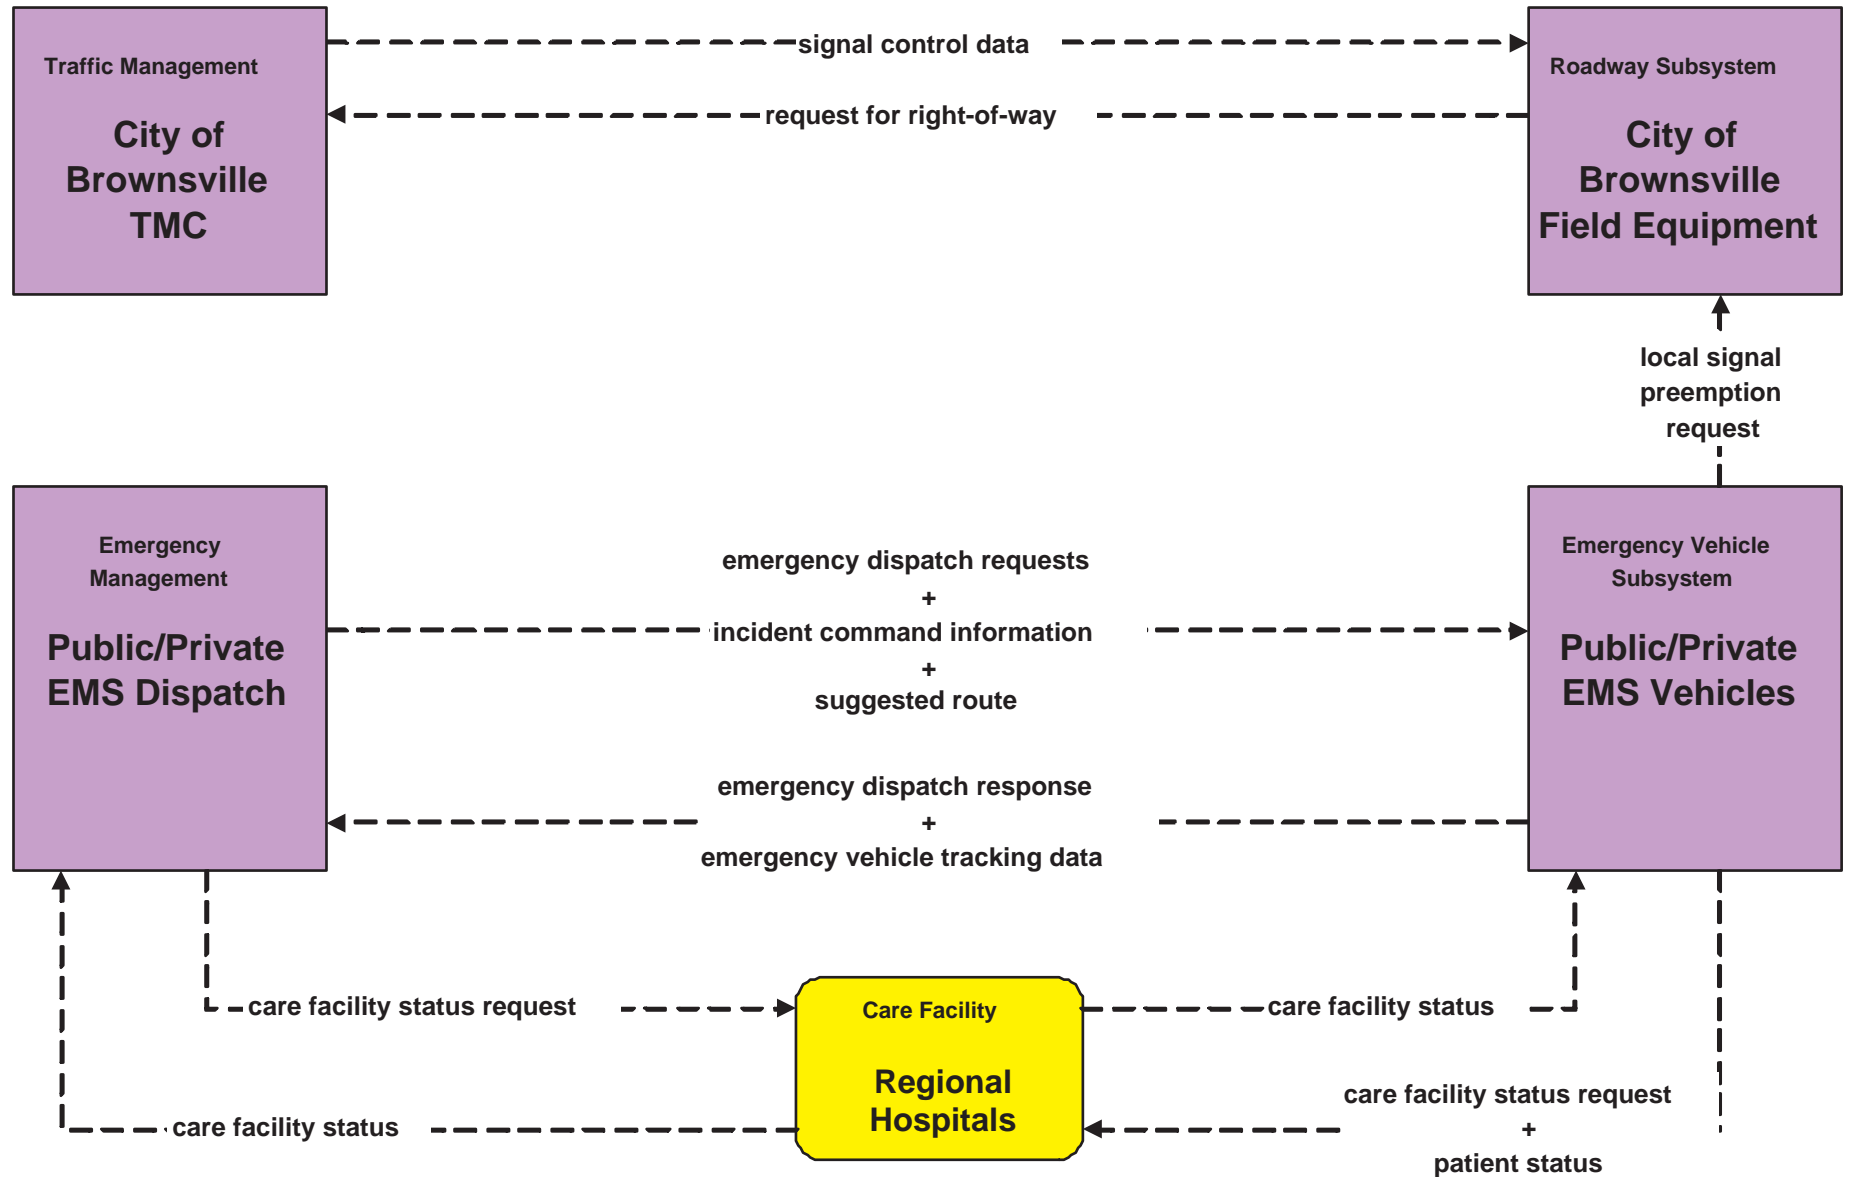 Traffic Management
City of
Brownsville
TMC
signal control data
request for right-of-way
Roadway Subsystem
City of
Brownsville
Field Equipment
local signal
preemption
request
Emergency
Management
Public/Private
EMS Dispatch
emergency dispatch requests
+
incident command information
+
suggested route
emergency dispatch response
+
emergency vehicle tracking data
Emergency Vehicle
Subsystem
Public/Private
EMS Vehicles
care facility status request
Care Facility
Regional
Hospitals
care facility status
care facility status
care facility status request
+
patient status